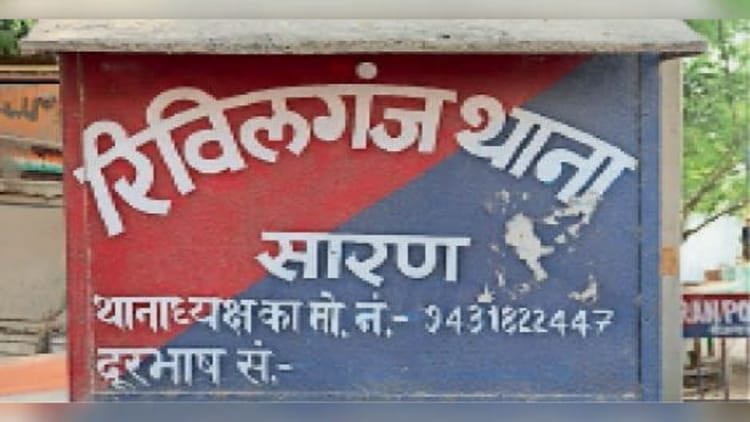 रिविलगंज थाना
सारण
थानाध्यक्ष का मो. नं.- 9431822447
दूरभाष सं.-